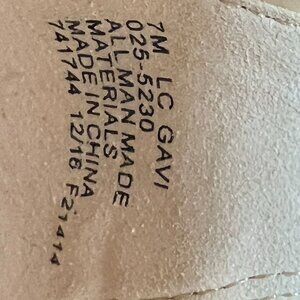 7M LC GAVI
025-5230
ALL MAN MADE
MATERIALS
MADE IN CHINA
741744 12/16 F21414